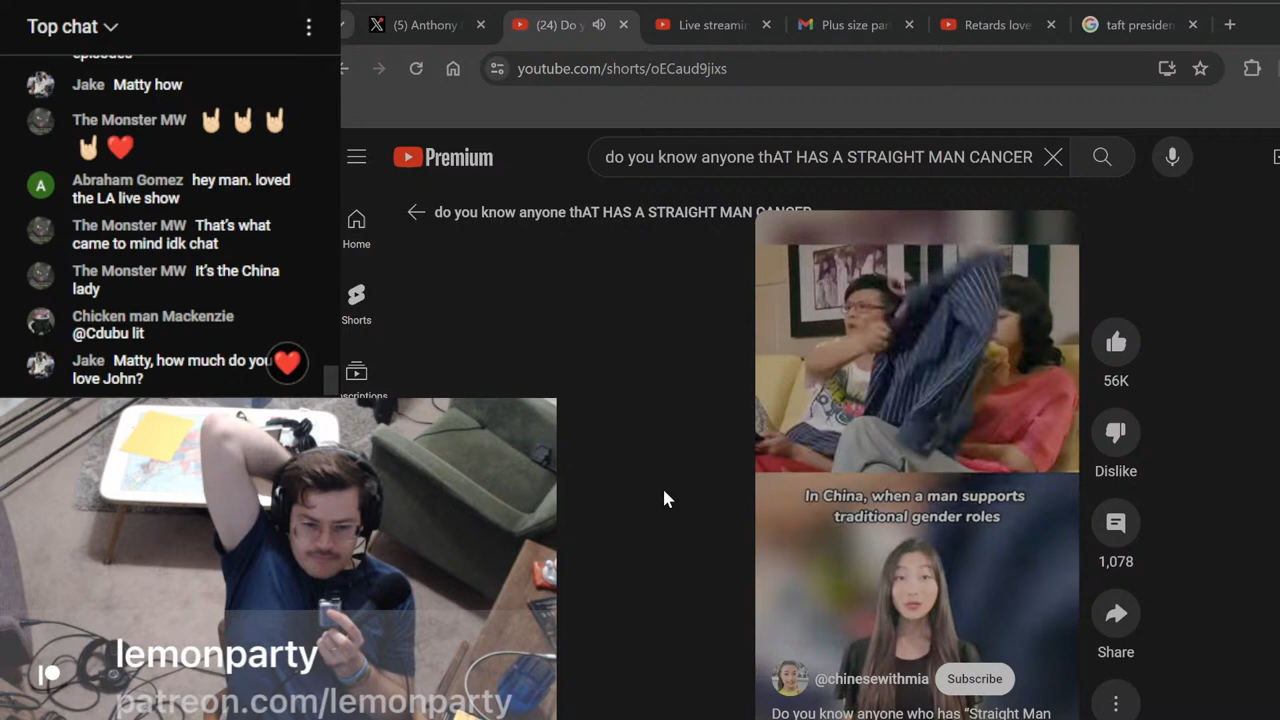 Top chat
episodes
Jake Matty how
The Monster MW
Abraham Gomez hey man. loved
the LA live show
The Monster MW That's what
came to mind idk chat
The Monster MW It's the China
lady
Chicken man Mackenzie
@Cdubu lit
Jake Matty, how much do you
love John?
A
(5) Anthony
(24) Do y
Live streami
Plus size par
Retards love
taft presiden
youtube.com/shorts/oECaud9jixs
Premium
do you know anyone thAT HAS A STRAIGHT MAN CANCER
do you know anyone thAT HAS A STRAIGHT MAN CANCER
Home
Shorts
In China, when a man supports
traditional gender roles
@chinesewithmia
Subscribe
Do you know anyone who has "Straight Man
56K
Dislike
1,078
Share
lemonparty
patreon.com/lemonparty